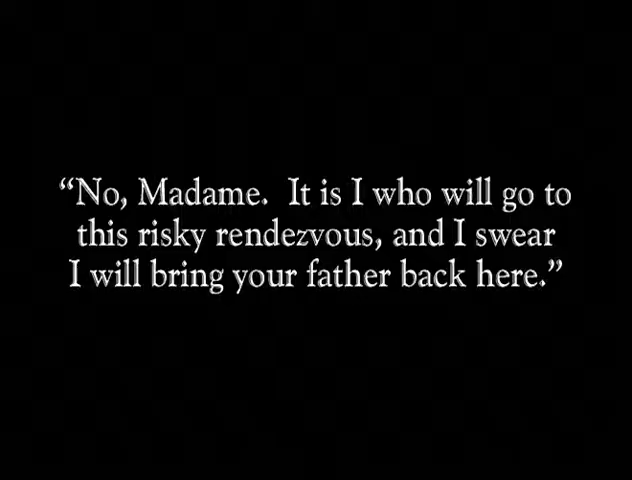 “No, Madame.  It is I who will go to
this risky rendezvous, and I swear
I will bring your father back here.”